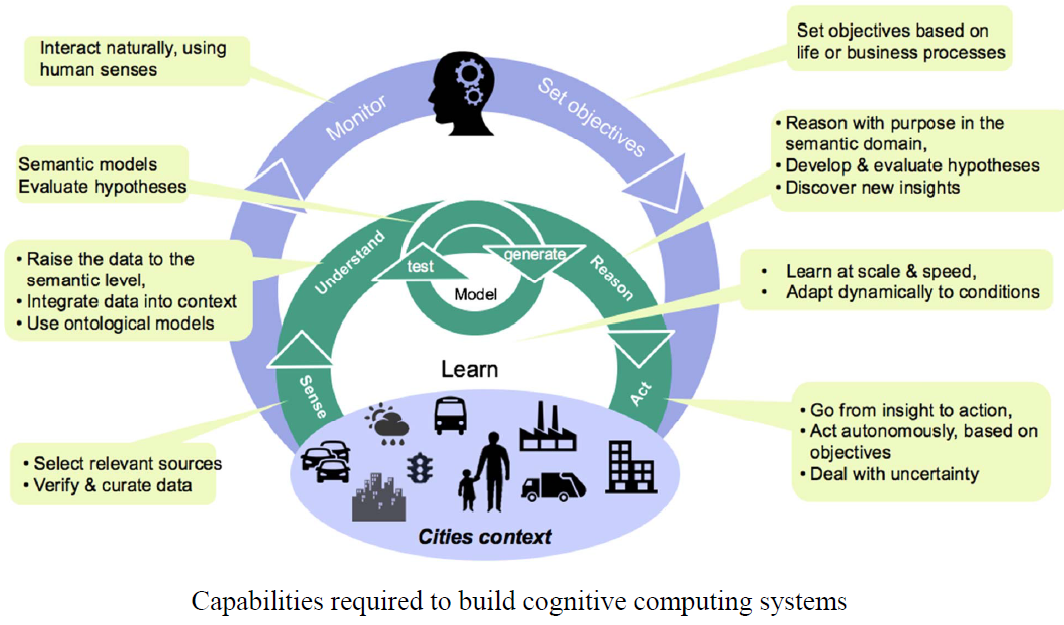 Interact naturally, using
human senses
Set objectives based on
life or business processes
Monitor
Set objectives
• Reason with purpose in the
semantic domain,
• Develop & evaluate hypotheses
• Discover new insights
Semantic models
Evaluate hypotheses
Understand
test
generate
Reason
Model
• Raise the data to the
semantic level,
• Integrate data into context
• Use ontological models
• Learn at scale & speed,
• Adapt dynamically to conditions
Learn
Sense
Act
• Select relevant sources
• Verify & curate data
• Go from insight to action,
• Act autonomously, based on
objectives
• Deal with uncertainty
Cities context
Capabilities required to build cognitive computing systems